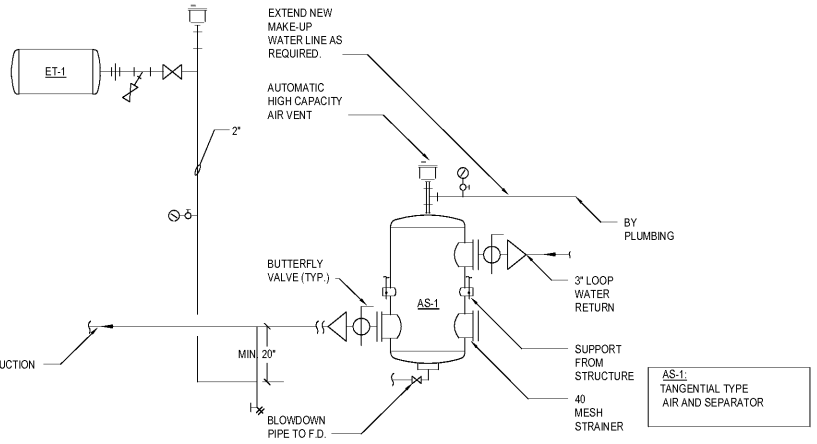 EXTEND NEW
MAKE-UP
WATER LINE AS
REQUIRED.
ET-1
AUTOMATIC
HIGH CAPACITY
AIR VENT
2"
BY
PLUMBING
BUTTERFLY
VALVE (TYP.)
3" LOOP
WATER
RETURN
AS-1
MIN. 20"
UCTION
SUPPORT
FROM
STRUCTURE
40
MESH
STRAINER
BLOWDOWN
PIPE TO F.D.
AS-1:
TANGENTIAL TYPE
AIR AND SEPARATOR